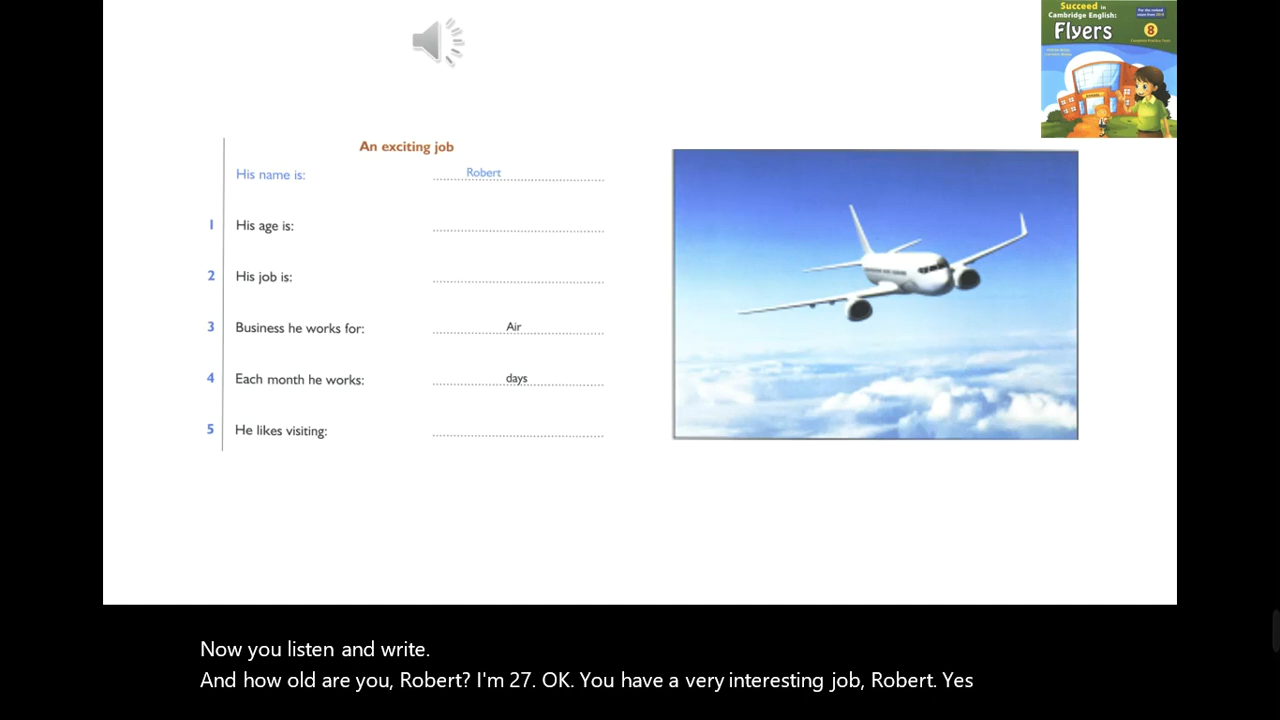 Succeed in
Cambridge English:
Flyers
8
An exciting job
His name is: Robert
1 His age is:
2 His job is:
3 Business he works for: Air
4 Each month he works: days
5 He likes visiting:
Now you listen and write.
And how old are you, Robert? I'm 27. OK. You have a very interesting job, Robert. Yes